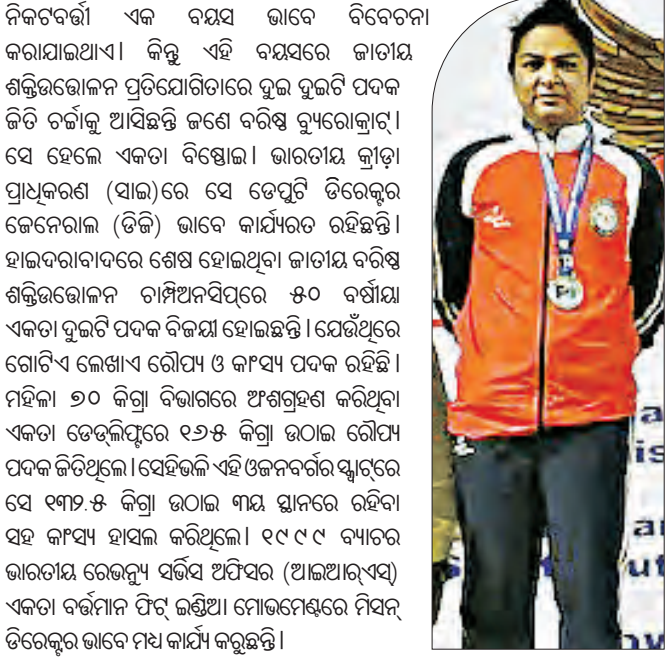 ନିକଟବର୍ତ୍ତୀ ଏକ ବୟସ ଭାବେ ବିବେଚନା
କରାଯାଇଥାଏ। କିନ୍ତୁ ଏହି ବୟସରେ ଜାତୀୟ
ଶକ୍ତିଉତ୍ତୋଳନ ପ୍ରତିଯୋଗିତାରେ ଦୁଇ ଦୁଇଟି ପଦକ
ଜିତି ଚର୍ଚ୍ଚାକୁ ଆସିଛନ୍ତି ଜଣେ ବରିଷ୍ଠ ବ୍ୟୁରୋକ୍ରାଟ୍।
ସେ ହେଲେ ଏକତା ବିଷ୍ଣୋଇ। ଭାରତୀୟ କ୍ରୀଡ଼ା
ପ୍ରାଧିକରଣ (ସାଇ)ରେ ସେ ଡେପୁଟି ଡିରେକ୍ଟର
ଜେନେରାଲ (ଡିଜି) ଭାବେ କାର୍ଯ୍ୟରତ ରହିଛନ୍ତି।
ହାଇଦରାବାଦରେ ଶେଷ ହୋଇଥିବା ଜାତୀୟ ବରିଷ୍ଠ
ଶକ୍ତିଉତ୍ତୋଳନ ଚାମ୍ପିଅନସିପ୍‌ରେ ୫୦ ବର୍ଷୀୟା
ଏକତା ଦୁଇଟି ପଦକ ବିଜୟୀ ହୋଇଛନ୍ତି। ଯେଉଁଥିରେ
ଗୋଟିଏ ଲେଖାଏ ରୌପ୍ୟ ଓ କାଂସ୍ୟ ପଦକ ରହିଛି।
ମହିଳା ୭୦ କିଗ୍ରା ବିଭାଗରେ ଅଂଶଗ୍ରହଣ କରିଥିବା
ଏକତା ଡେଡ୍‌ଲିଫ୍ଟରେ ୧୬୫ କିଗ୍ରା ଉଠାଇ ରୌପ୍ୟ
ପଦକ ଜିତିଥିଲେ। ସେହିଭଳି ଏହି ଓଜନବର୍ଗର ସ୍କ୍ୱାଟ୍‌ରେ
ସେ ୧୩୨.୫ କିଗ୍ରା ଉଠାଇ ୩ୟ ସ୍ଥାନରେ ରହିବା
ସହ କାଂସ୍ୟ ହାସଲ କରିଥିଲେ। ୧୯୯୯ ବ୍ୟାଚର
ଭାରତୀୟ ରେଭନ୍ୟୁ ସର୍ଭିସ ଅଫିସର (ଆଇଆର୍‌ଏସ୍)
ଏକତା ବର୍ତ୍ତମାନ ଫିଟ୍ ଇଣ୍ଡିଆ ମୋଭମେଣ୍ଟରେ ମିସନ୍
ଡିରେକ୍ଟର ଭାବେ ମଧ୍ୟ କାର୍ଯ୍ୟ କରୁଛନ୍ତି।